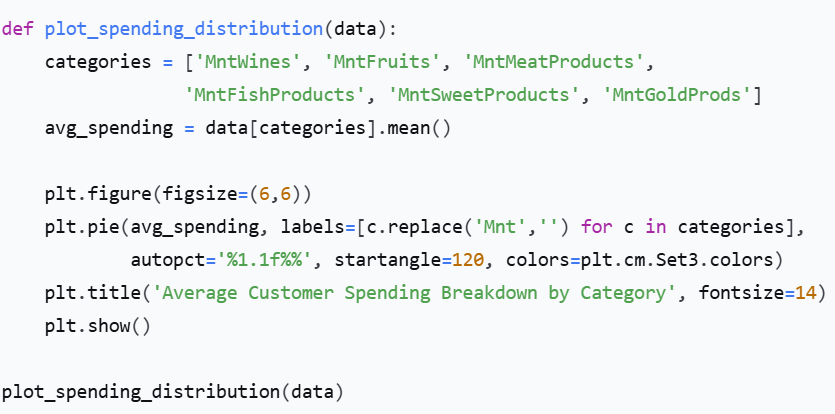 def plot_spending_distribution(data):
    categories = ['MntWines', 'MntFruits', 'MntMeatProducts',
                 'MntFishProducts', 'MntSweetProducts', 'MntGoldProds']
    avg_spending = data[categories].mean()

    plt.figure(figsize=(6,6))
    plt.pie(avg_spending, labels=[c.replace('Mnt','') for c in categories],
            autopct='%1.1f%%', startangle=120, colors=plt.cm.Set3.colors)
    plt.title('Average Customer Spending Breakdown by Category', fontsize=14)
    plt.show()

plot_spending_distribution(data)